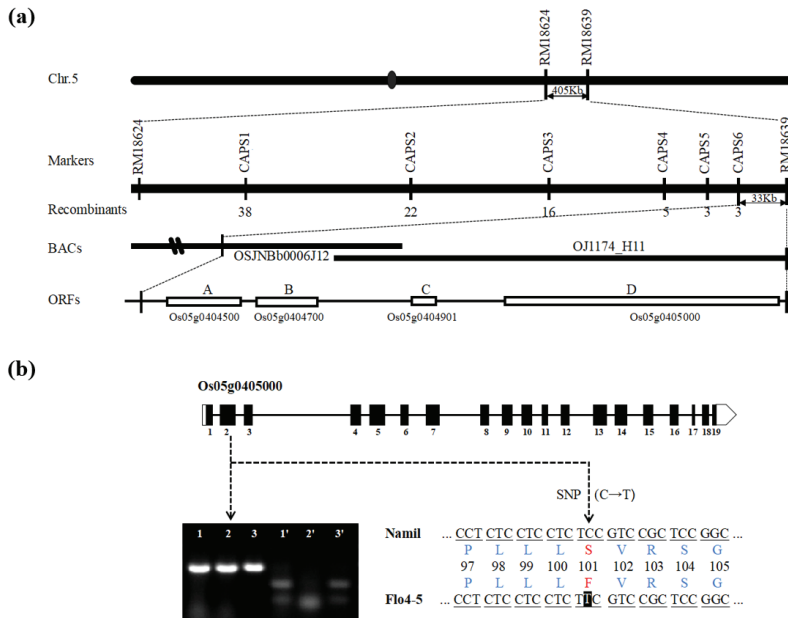 (a)
RM18624 RM18639
Chr.5
405Kb
RM18624 CAPS1 CAPS2 CAPS3 CAPS4 CAPS5 CAPS6 RM18639
Markers
33Kb
Recombinants 38 22 16 5 3 3
BACs OSJNBb0006J12 OJ1174_H11
ORFs A B C D
Os05g0404500 Os05g0404700 Os05g0404901 Os05g0405000
(b)
Os05g0405000
1 2 3 4 5 6 7 8 9 10 11 12 13 14 15 16 17 18 19
SNP (C→T)
1 2 3 1' 2' 3'
Namil ... CCT CTC CTC CTC TCC GTC CGC TCC GGC ...
P L L L S V R S G
97 98 99 100 101 102 103 104 105
P L L L F V R S G
Flo4-5 ... CCT CTC CTC CTC TTC GTC CGC TCC GGC ...